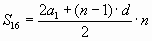 S₁₆ = (2a₁ + (n − 1) · d) / 2 · n